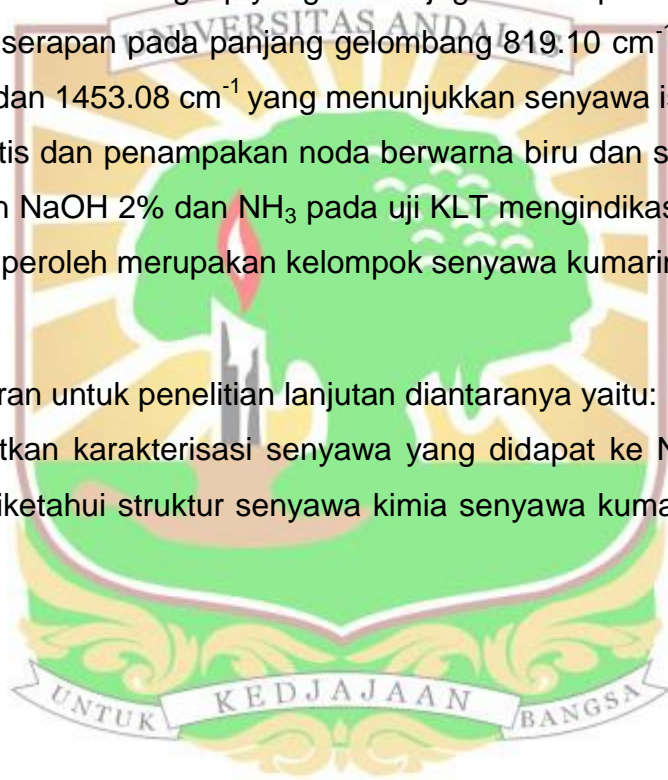 UNIVERSITAS ANDALAS
serapan pada panjang gelombang 819.10 cm⁻¹
dan 1453.08 cm⁻¹ yang menunjukkan senyawa
tis dan penampakan noda berwarna biru dan
NaOH 2% dan NH₃ pada uji KLT mengindikas
peroleh merupakan kelompok senyawa kumarin
ran untuk penelitian lanjutan diantaranya yaitu:
tkan karakterisasi senyawa yang didapat ke
iketahui struktur senyawa kimia senyawa kuma
UNTUK KEDJAJAAN BANGSA